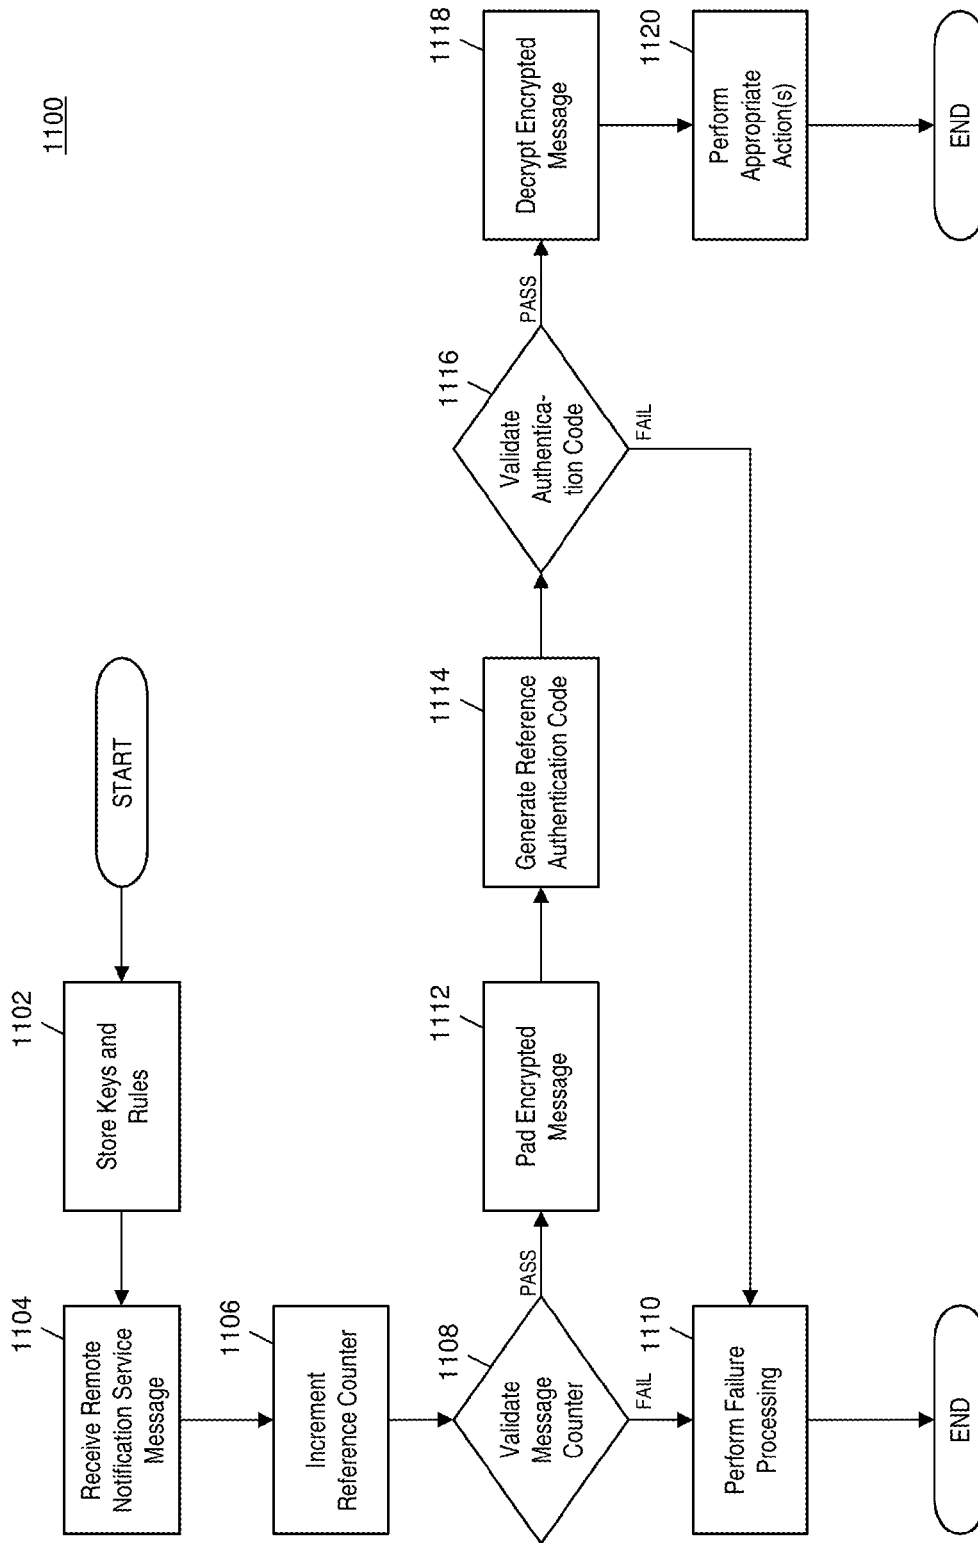 1100
START
1102
Store Keys and
Rules
1104
Receive Remote
Notification Service
Message
1106
Increment
Reference Counter
1108
Validate
Message
Counter
PASS
FAIL
1110
Perform Failure
Processing
END
1112
Pad Encrypted
Message
1114
Generate Reference
Authentication Code
1116
Validate
Authentica-
tion Code
PASS
FAIL
1118
Decrypt Encrypted
Message
1120
Perform
Appropriate
Action(s)
END